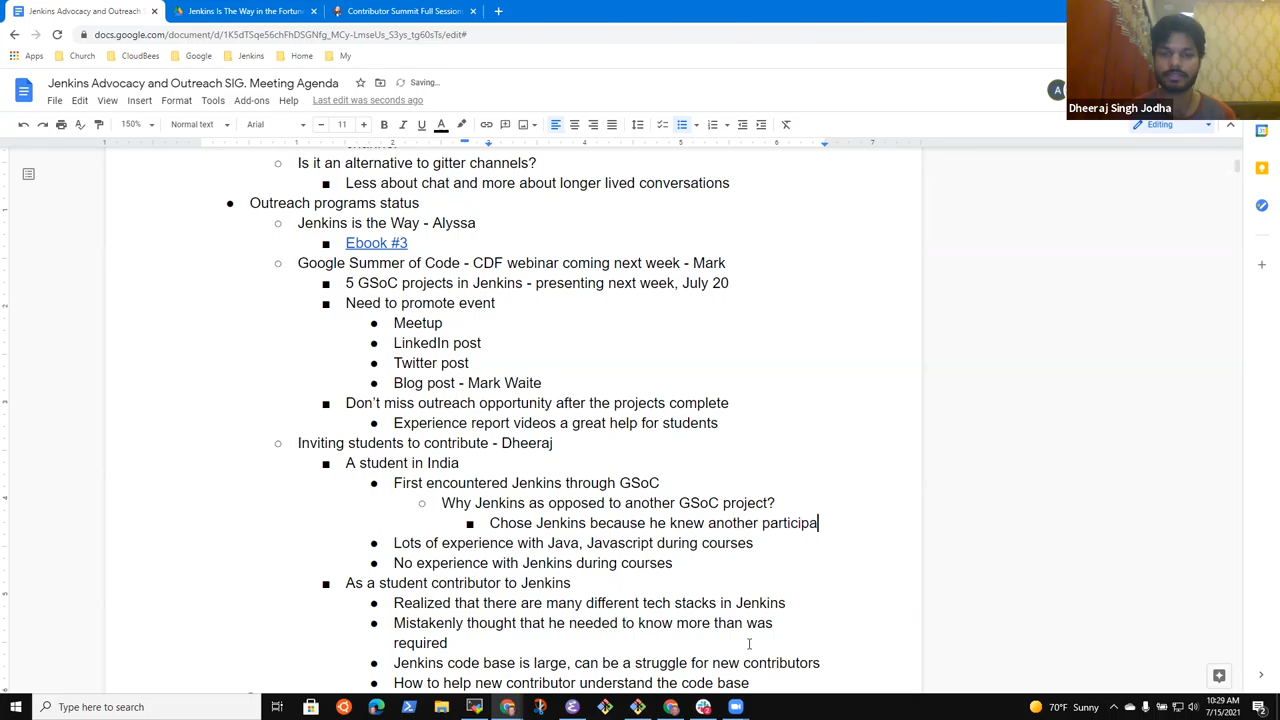 Jenkins Advocacy and Outreach S
Jenkins Is The Way in the Fortune
Contributor Summit Full Session
docs.google.com/document/d/1K5dTSqe56chFhDSGNfg_MCy-LmseUs_S3ys_tg60sTs/edit#
Apps Church CloudBees Google Jenkins Home My
Jenkins Advocacy and Outreach SIG. Meeting Agenda
Saving...
A
File Edit View Insert Format Tools Add-ons Help Last edit was seconds ago
Dheeraj Singh Jodha
150% Normal text Arial 11 B I U A Editing
1 2 3 4 5 6 7
Is it an alternative to gitter channels?
Less about chat and more about longer lived conversations
Outreach programs status
Jenkins is the Way - Alyssa
Ebook #3
Google Summer of Code - CDF webinar coming next week - Mark
5 GSoC projects in Jenkins - presenting next week, July 20
Need to promote event
Meetup
LinkedIn post
Twitter post
Blog post - Mark Waite
Don't miss outreach opportunity after the projects complete
Experience report videos a great help for students
Inviting students to contribute - Dheeraj
A student in India
First encountered Jenkins through GSoC
Why Jenkins as opposed to another GSoC project?
Chose Jenkins because he knew another participa
Lots of experience with Java, Javascript during courses
No experience with Jenkins during courses
As a student contributor to Jenkins
Realized that there are many different tech stacks in Jenkins
Mistakenly thought that he needed to know more than was
required
Jenkins code base is large, can be a struggle for new contributors
How to help new contributor understand the code base
Type here to search
70°F Sunny
10:29 AM
7/15/2021
2